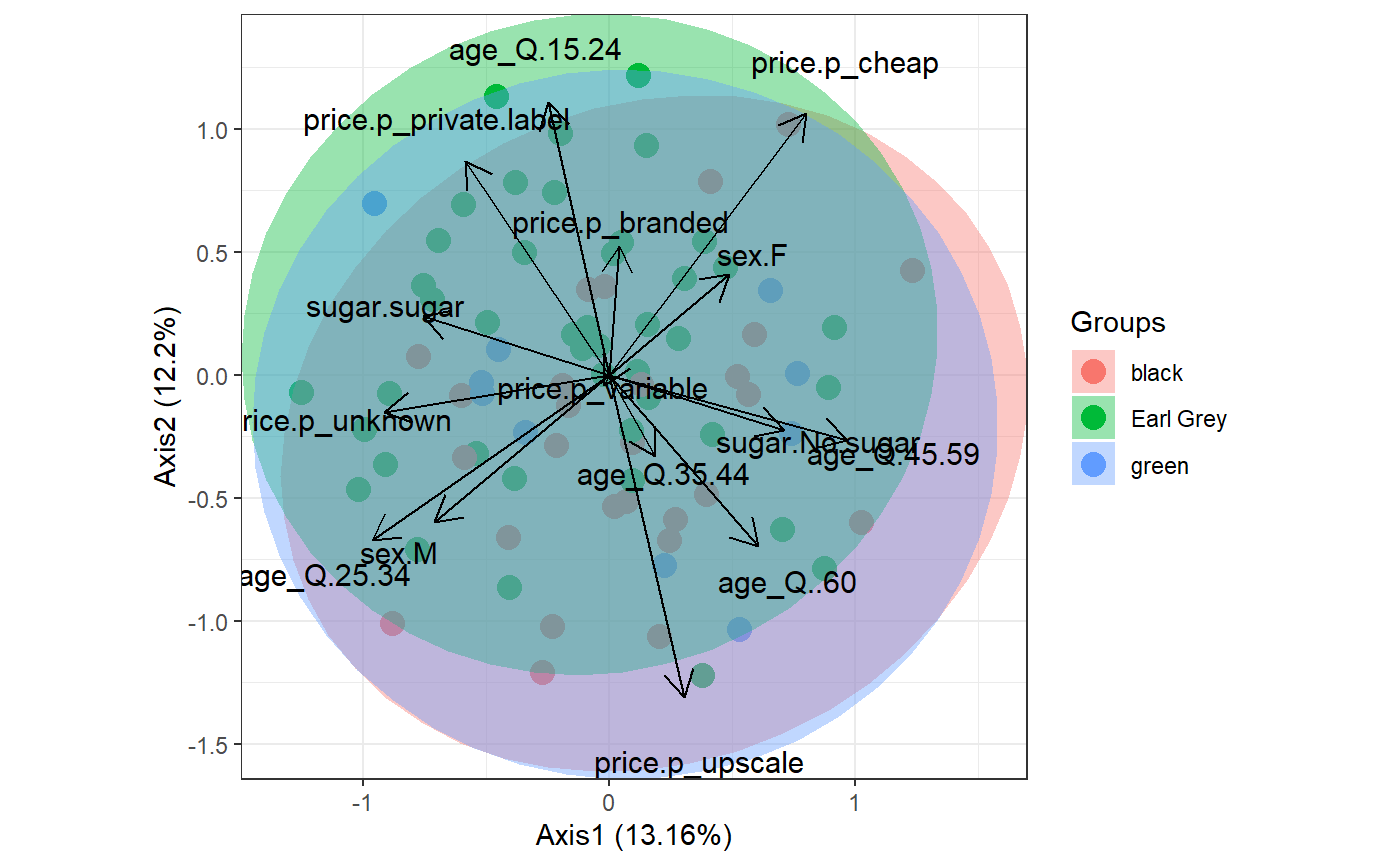 age_Q.15.24
price.p_cheap
price.p_private.label
price.p_branded
sex.F
sugar.sugar
price.p_variable
rice.p_unknown
sugar.No.sugar
age_Q.45.59
age_Q.35.44
sex.M
age_Q.25.34
age_Q..60
price.p_upscale
1.0
0.5
0.0
-0.5
-1.0
-1.5
Axis2 (12.2%)
-1
0
1
Axis1 (13.16%)
Groups
black
Earl Grey
green